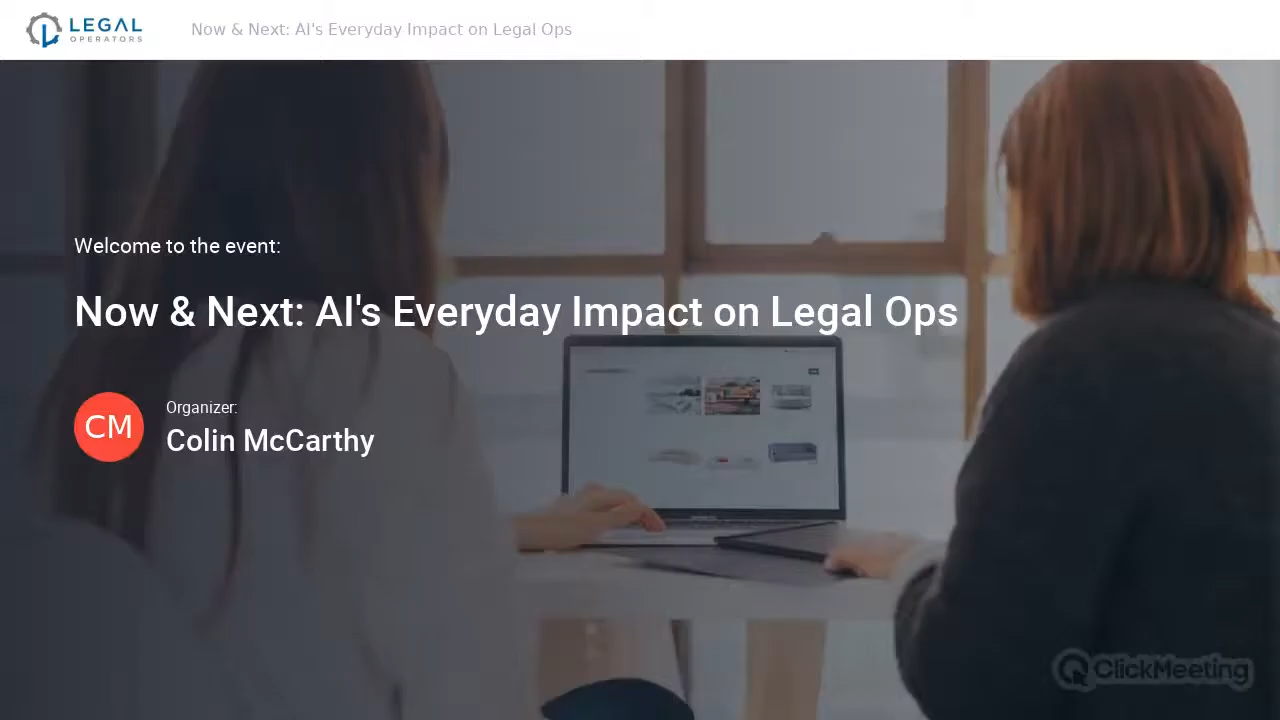 LEGAL
OPERATORS
Now & Next: AI's Everyday Impact on Legal Ops
Welcome to the event:
Now & Next: AI's Everyday Impact on Legal Ops
CM
Organizer:
Colin McCarthy
ClickMeeting